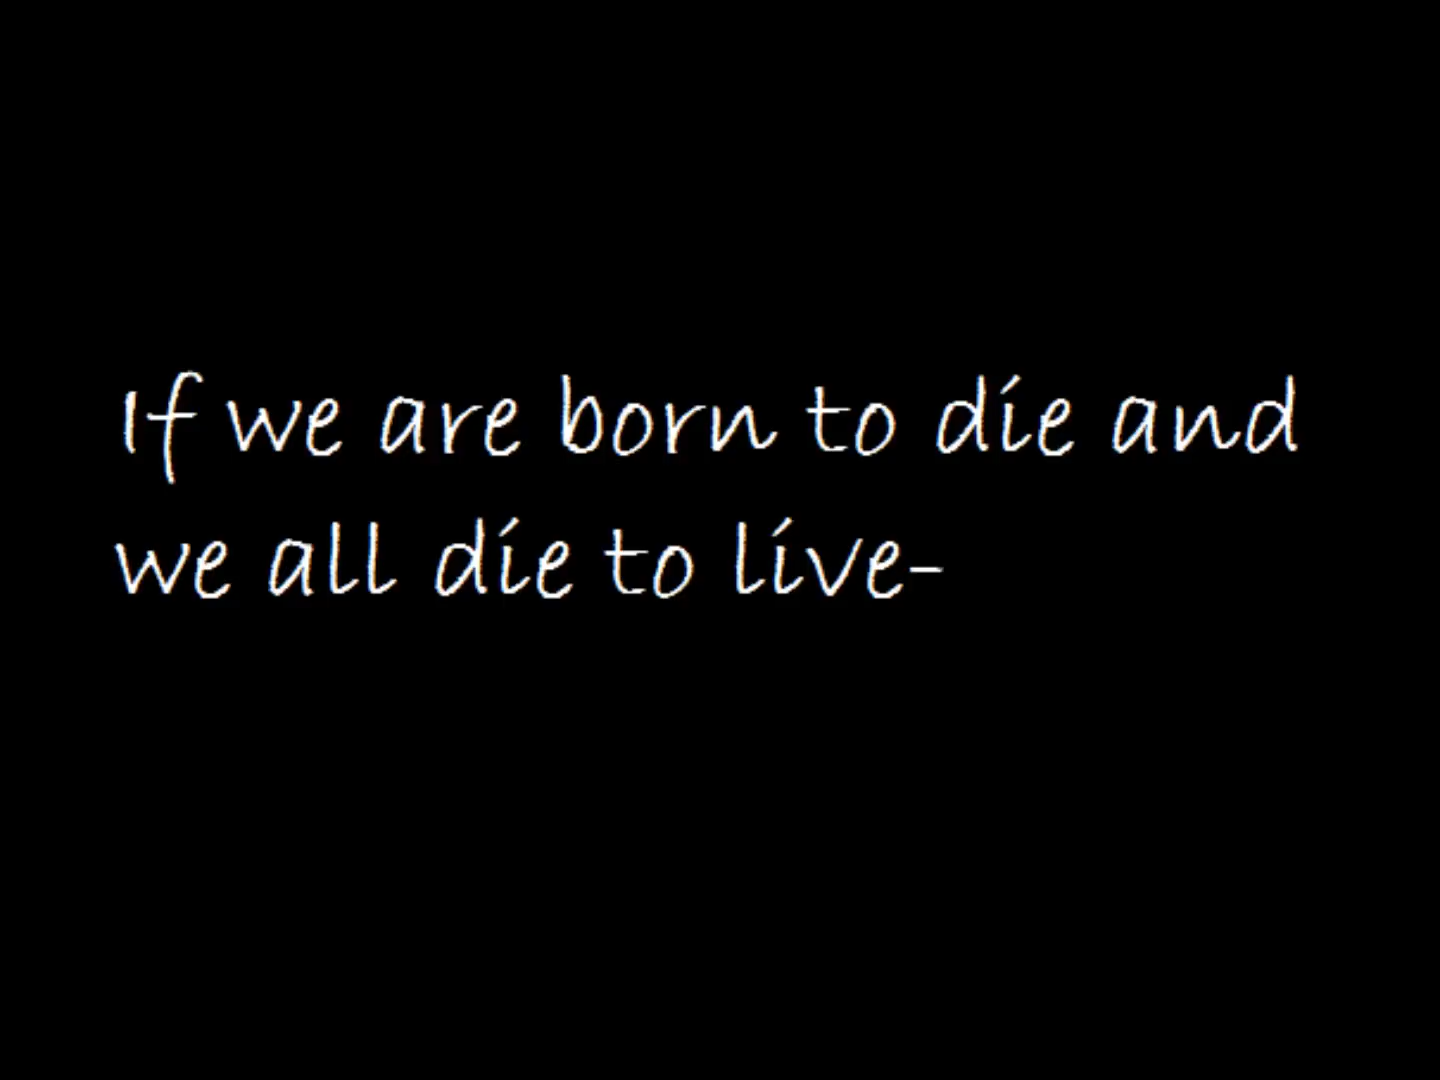 If we are born to die and
we all die to live-